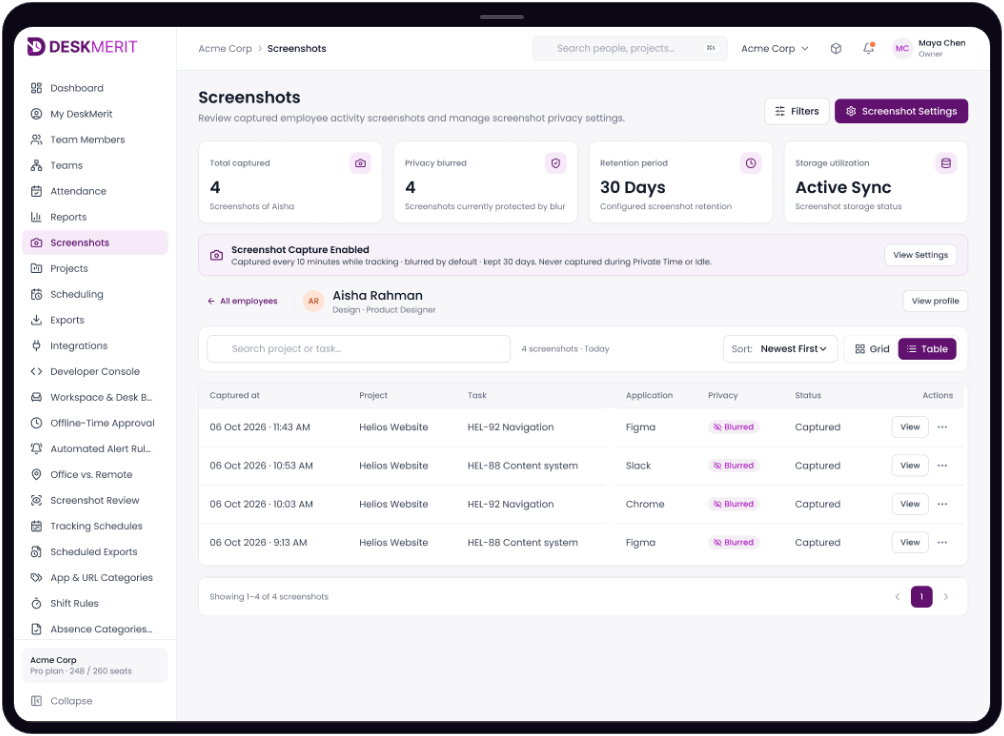 DESKMERIT
Acme Corp > Screenshots
Search people, projects... ⌘K
Acme Corp
MC
Maya Chen
Owner
Dashboard
My DeskMerit
Team Members
Teams
Attendance
Reports
Screenshots
Projects
Scheduling
Exports
Integrations
Developer Console
Workspace & Desk B...
Offline-Time Approval
Automated Alert Rul...
Office vs. Remote
Screenshot Review
Tracking Schedules
Scheduled Exports
App & URL Categories
Shift Rules
Absence Categories...
Acme Corp
Pro plan · 248 / 260 seats
Collapse
Screenshots
Review captured employee activity screenshots and manage screenshot privacy settings.
Filters
Screenshot Settings
Total captured
4
Screenshots of Aisha
Privacy blurred
4
Screenshots currently protected by blur
Retention period
30 Days
Configured screenshot retention
Storage utilization
Active Sync
Screenshot storage status
Screenshot Capture Enabled
Captured every 10 minutes while tracking · blurred by default · kept 30 days. Never captured during Private Time or Idle.
View Settings
← All employees
AR
Aisha Rahman
Design · Product Designer
View profile
Search project or task...
4 screenshots · Today
Sort: Newest First
Grid
Table
Captured at Project Task Application Privacy Status Actions
06 Oct 2026 · 11:43 AM Helios Website HEL-92 Navigation Figma Blurred Captured View ...
06 Oct 2026 · 10:53 AM Helios Website HEL-88 Content system Slack Blurred Captured View ...
06 Oct 2026 · 10:03 AM Helios Website HEL-92 Navigation Chrome Blurred Captured View ...
06 Oct 2026 · 9:13 AM Helios Website HEL-88 Content system Figma Blurred Captured View ...
Showing 1–4 of 4 screenshots
< 1 >